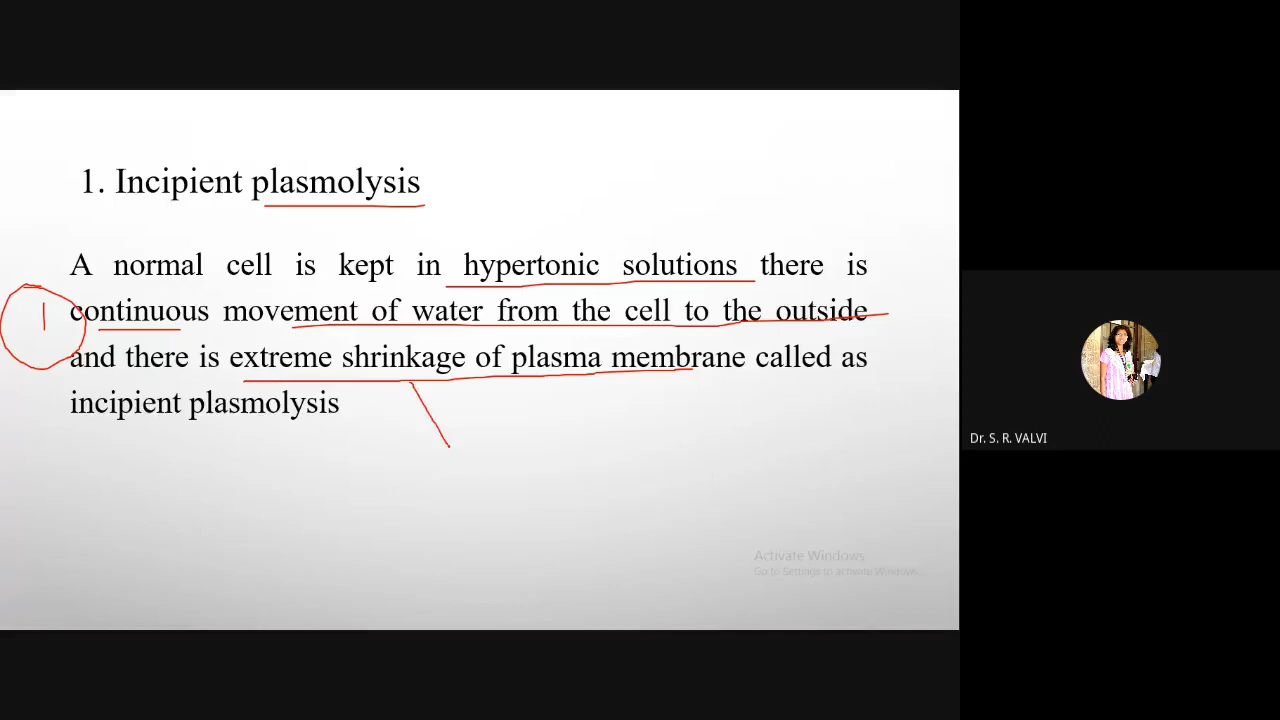 1. Incipient plasmolysis
A normal cell is kept in hypertonic solutions there is
continuous movement of water from the cell to the outside
and there is extreme shrinkage of plasma membrane called as
incipient plasmolysis
Activate Windows
Go to Settings to activate Windows.
Dr. S. R. VALVI